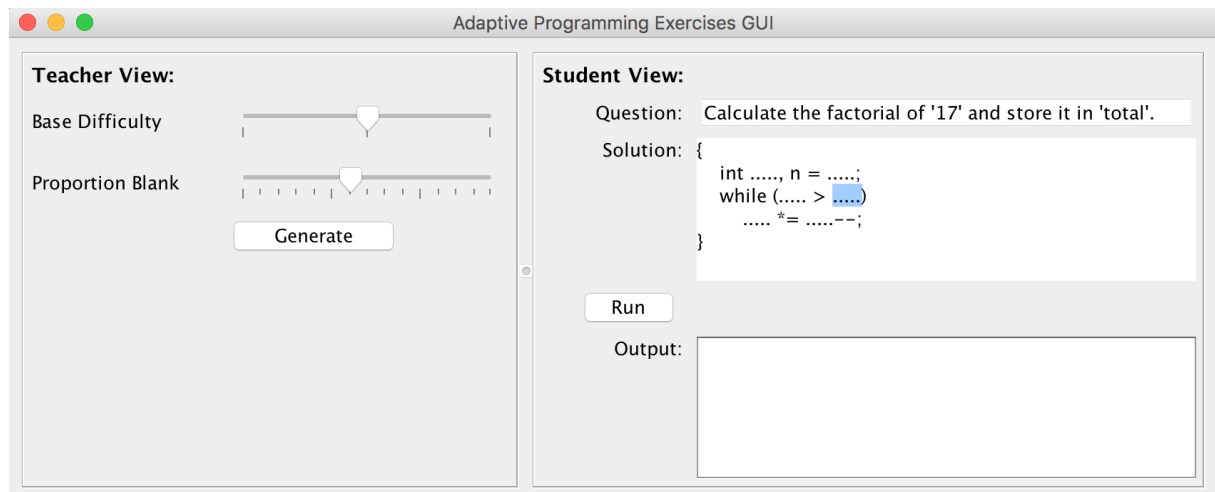 Adaptive Programming Exercises GUI
Teacher View:
Base Difficulty
Proportion Blank
Generate
Student View:
Question: Calculate the factorial of '17' and store it in 'total'.
Solution: {
int ....., n = .....;
while (..... > .....)
..... *= .....--;
}
Run
Output: